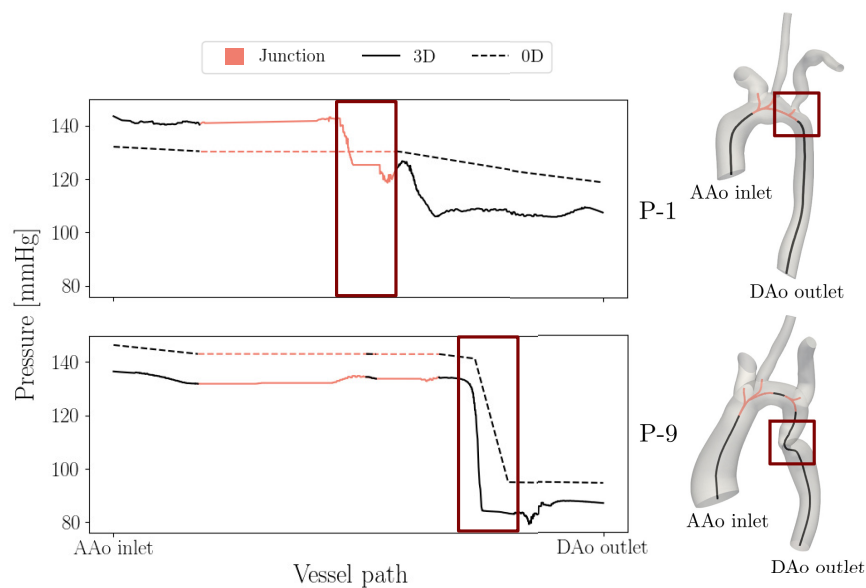 Junction 3D 0D
140
120
100
80
P-1
AAo inlet
DAo outlet
Pressure [mmHg]
140
120
100
80
P-9
AAo inlet
DAo outlet
AAo inlet
DAo outlet
Vessel path